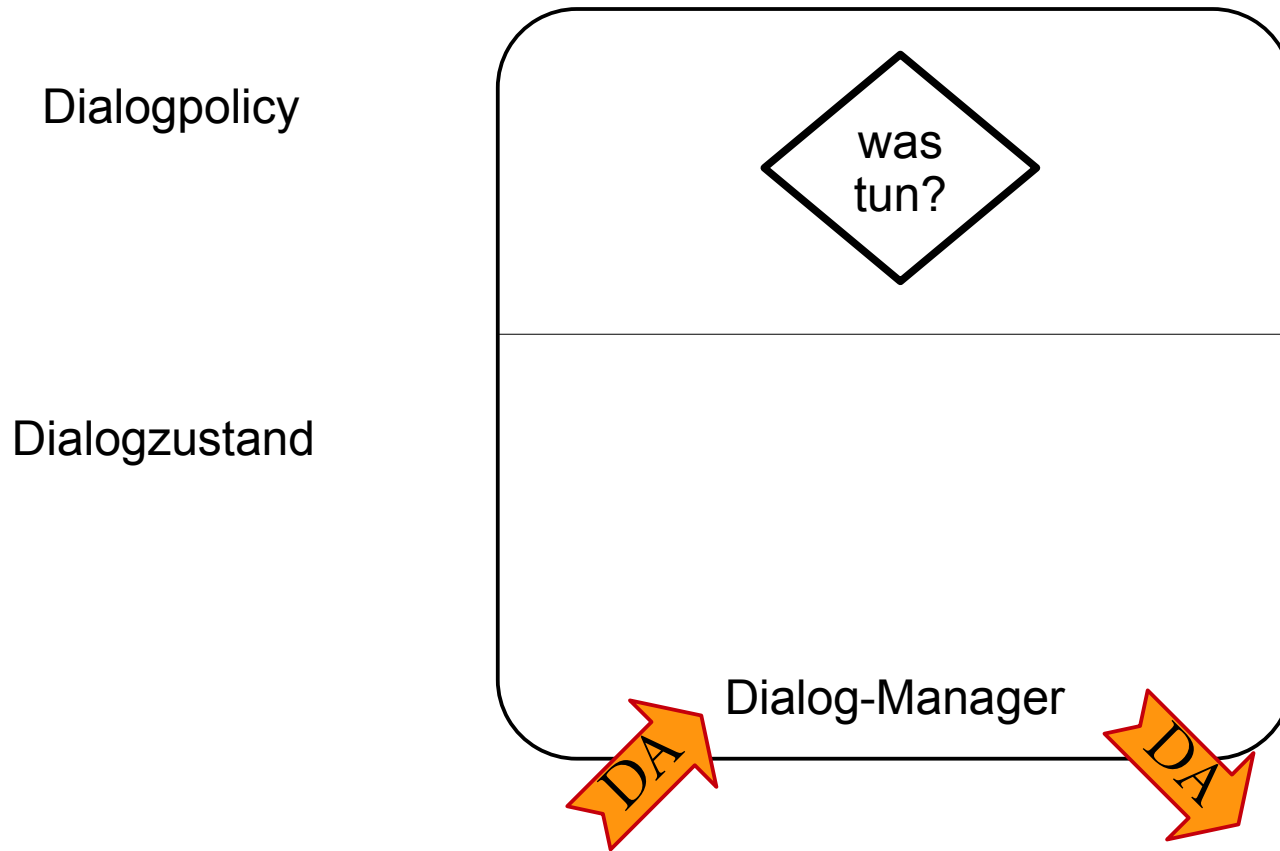 Dialogpolicy
was
tun?
Dialogzustand
Dialog-Manager
DA
DA